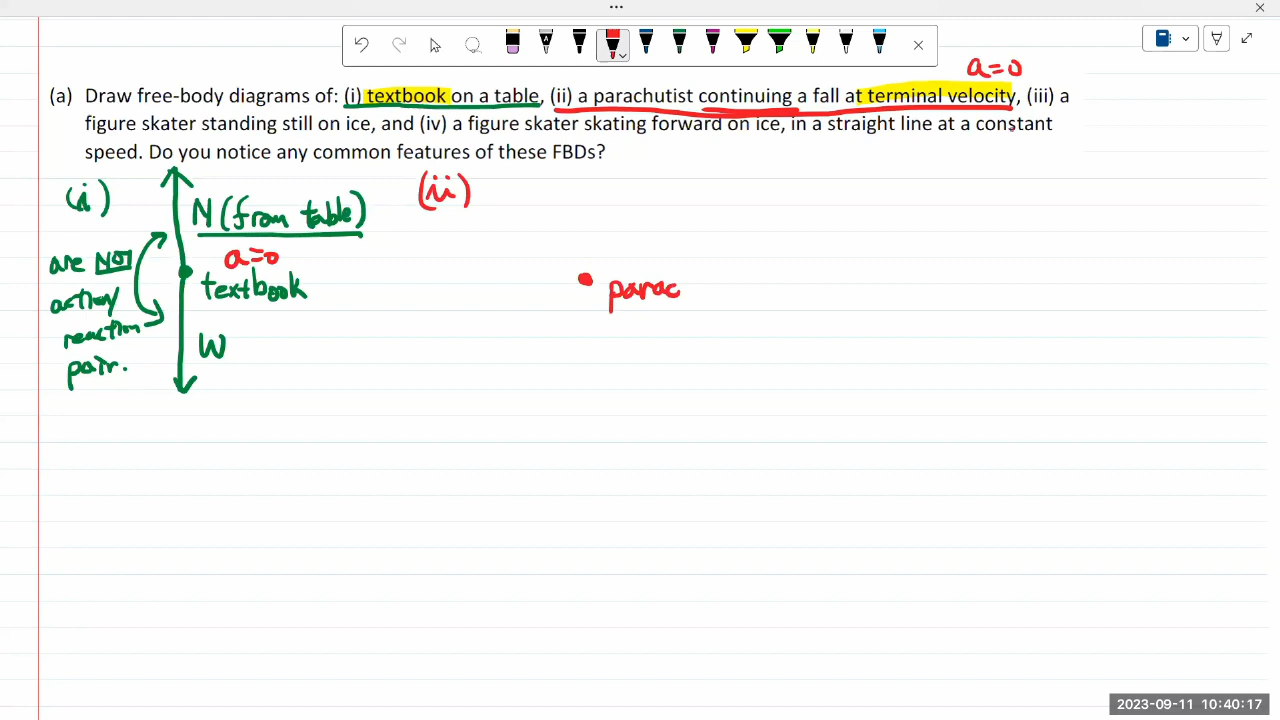 a=0
(a) Draw free-body diagrams of: (i) textbook on a table, (ii) a parachutist continuing a fall at terminal velocity, (iii) a
figure skater standing still on ice, and (iv) a figure skater skating forward on ice, in a straight line at a constant
speed. Do you notice any common features of these FBDs?
(i)
N (from table)
a=0
textbook
W
are NOT
action/
reaction
pair.
(ii)
parac
2023-09-11 10:40:17